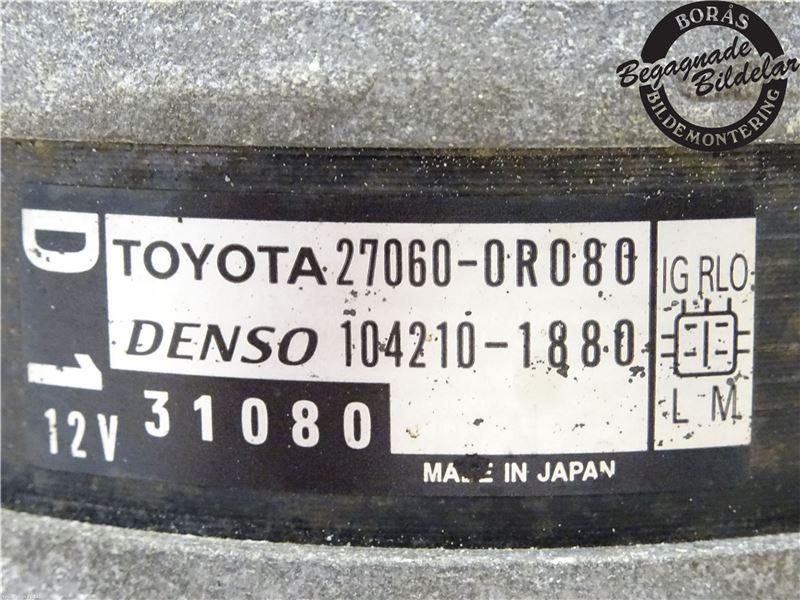 BORÅS
Begagnade
Bildelar
BILDEMONTERING
D 1
TOYOTA 27060-0R080
DENSO 104210-1880
12V 31080
MADE IN JAPAN
IG RLO
L M